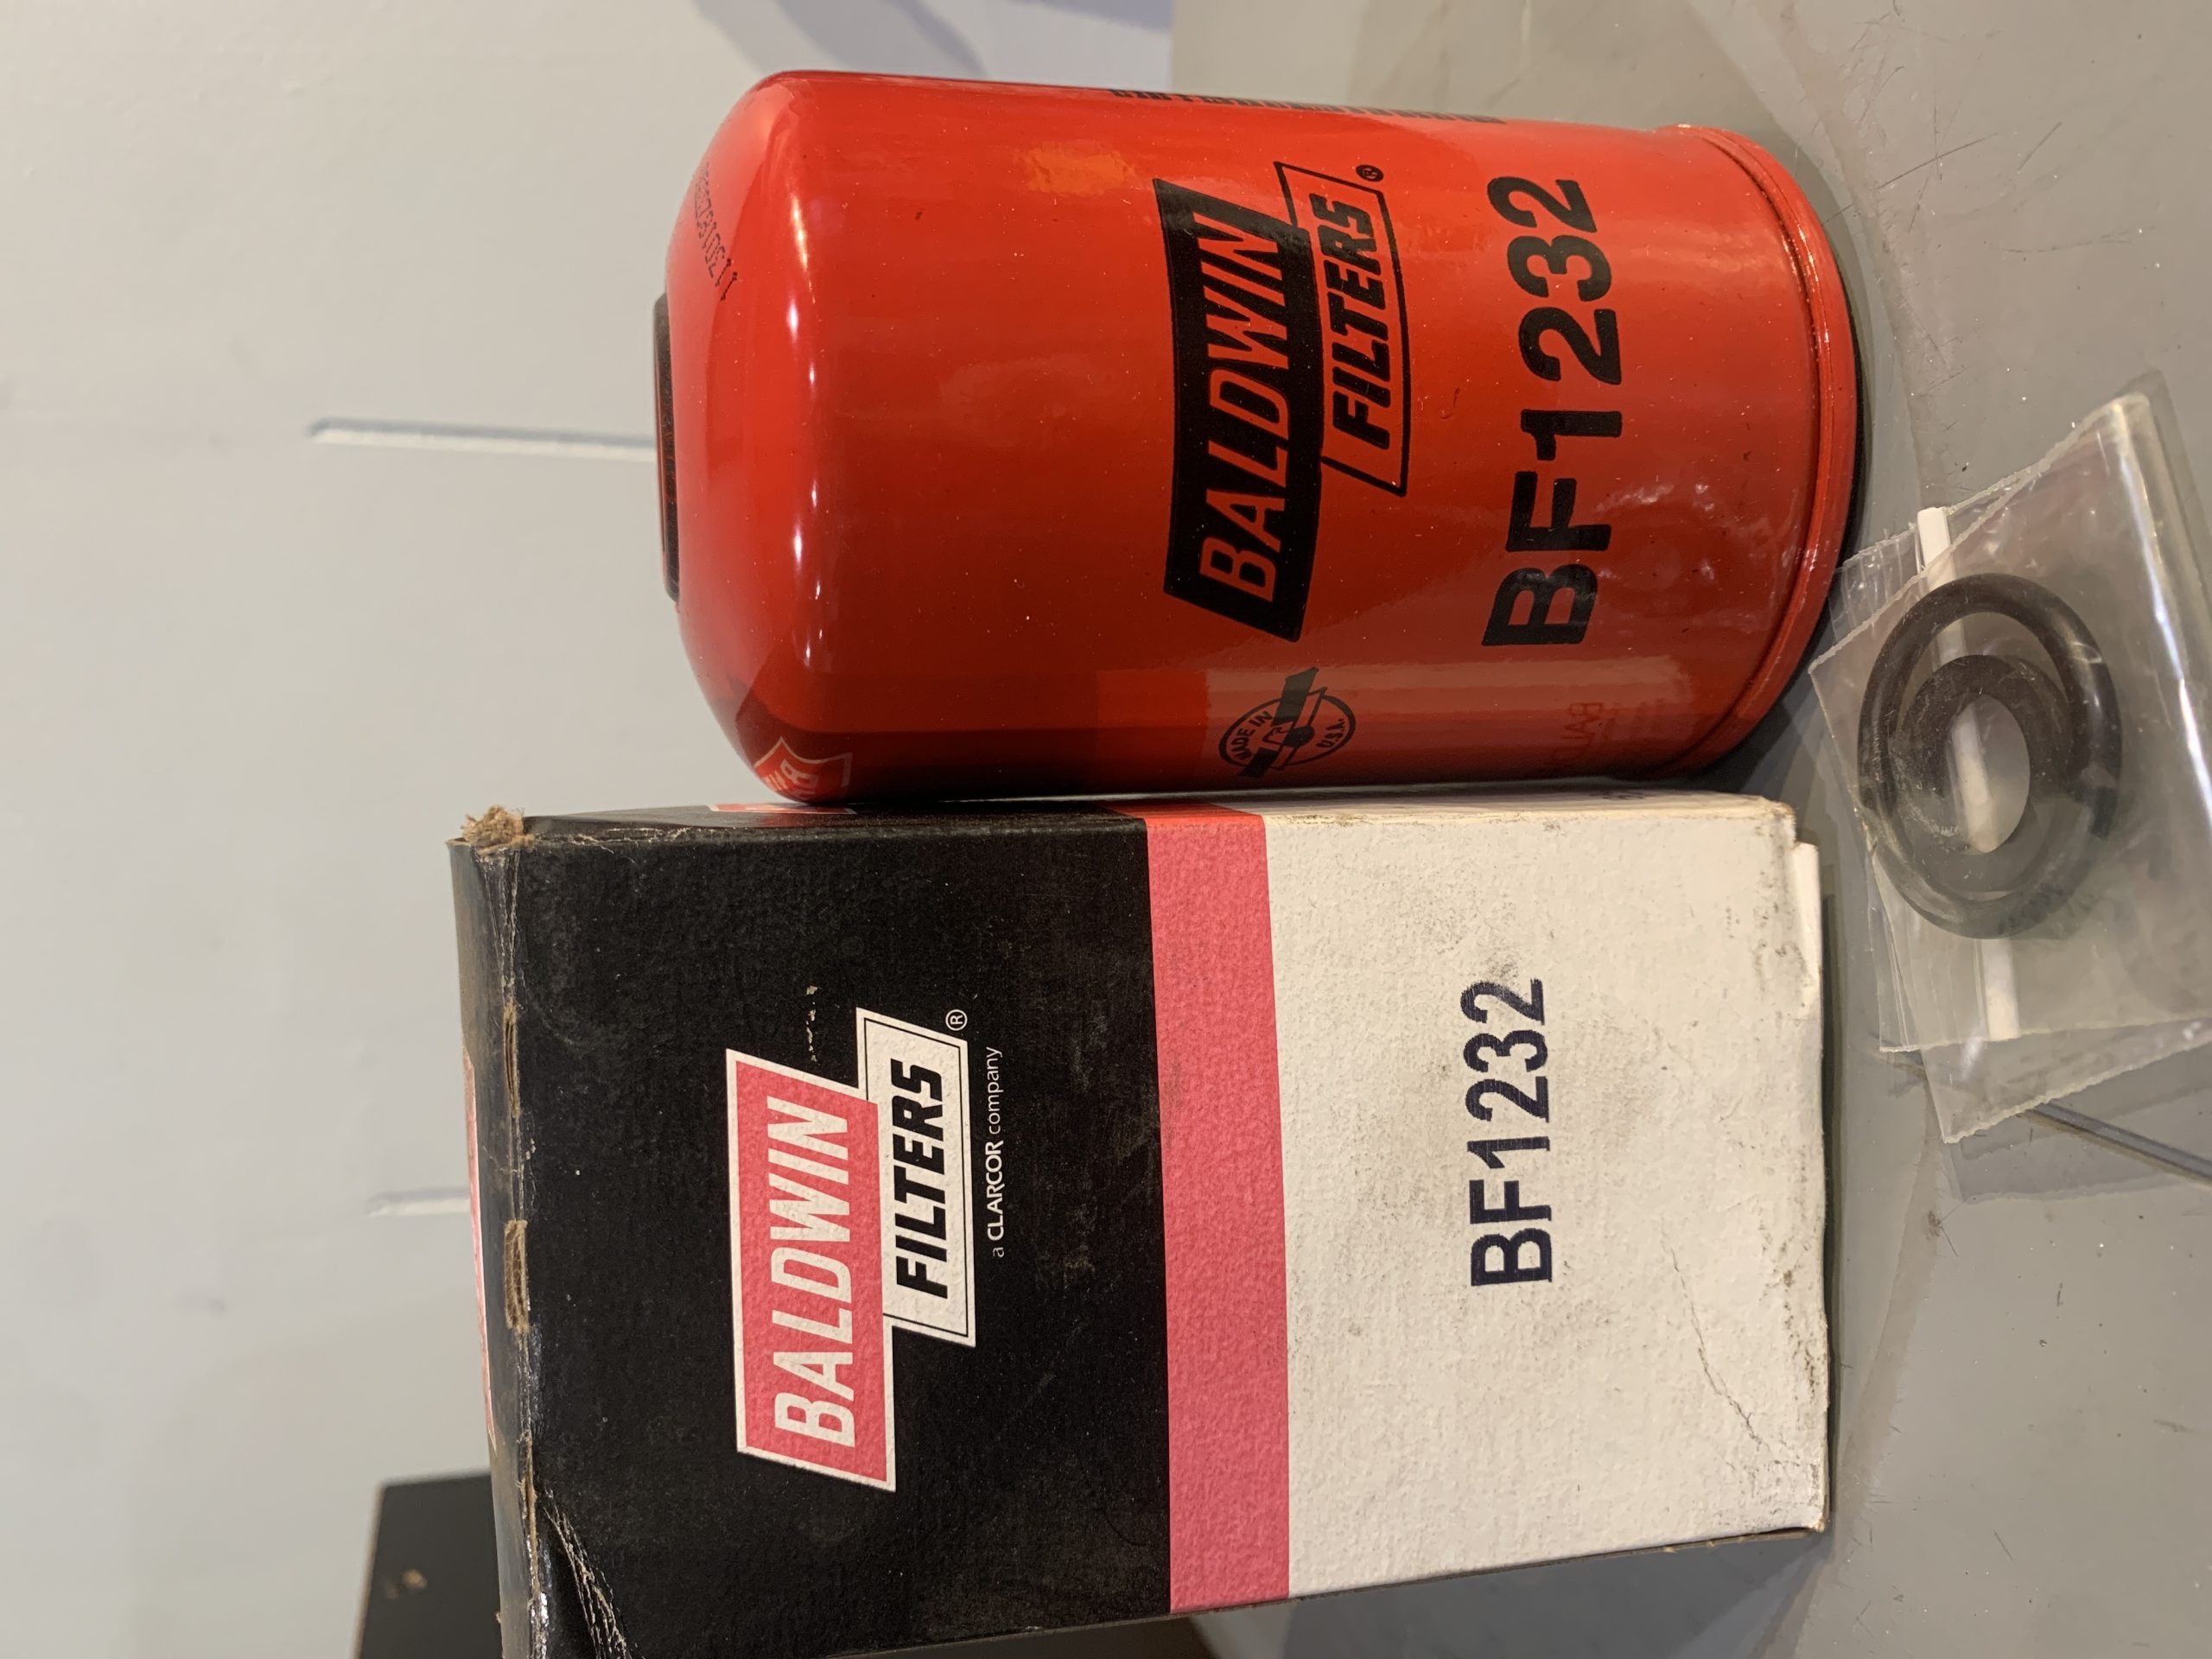 BALDWIN
FILTERS
®
a CLARCOR company
BF1232
BALDWIN
FILTERS®
BF1232
MADE IN
U.S.A.